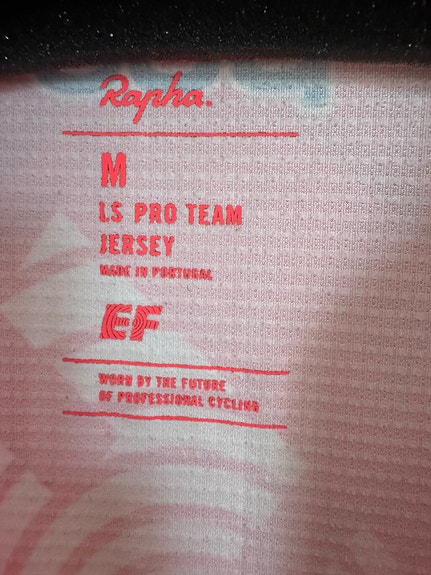 Rapha.
M
LS PRO TEAM
JERSEY
MADE IN PORTUGAL
EF
WORN BY THE FUTURE
OF PROFESSIONAL CYCLING